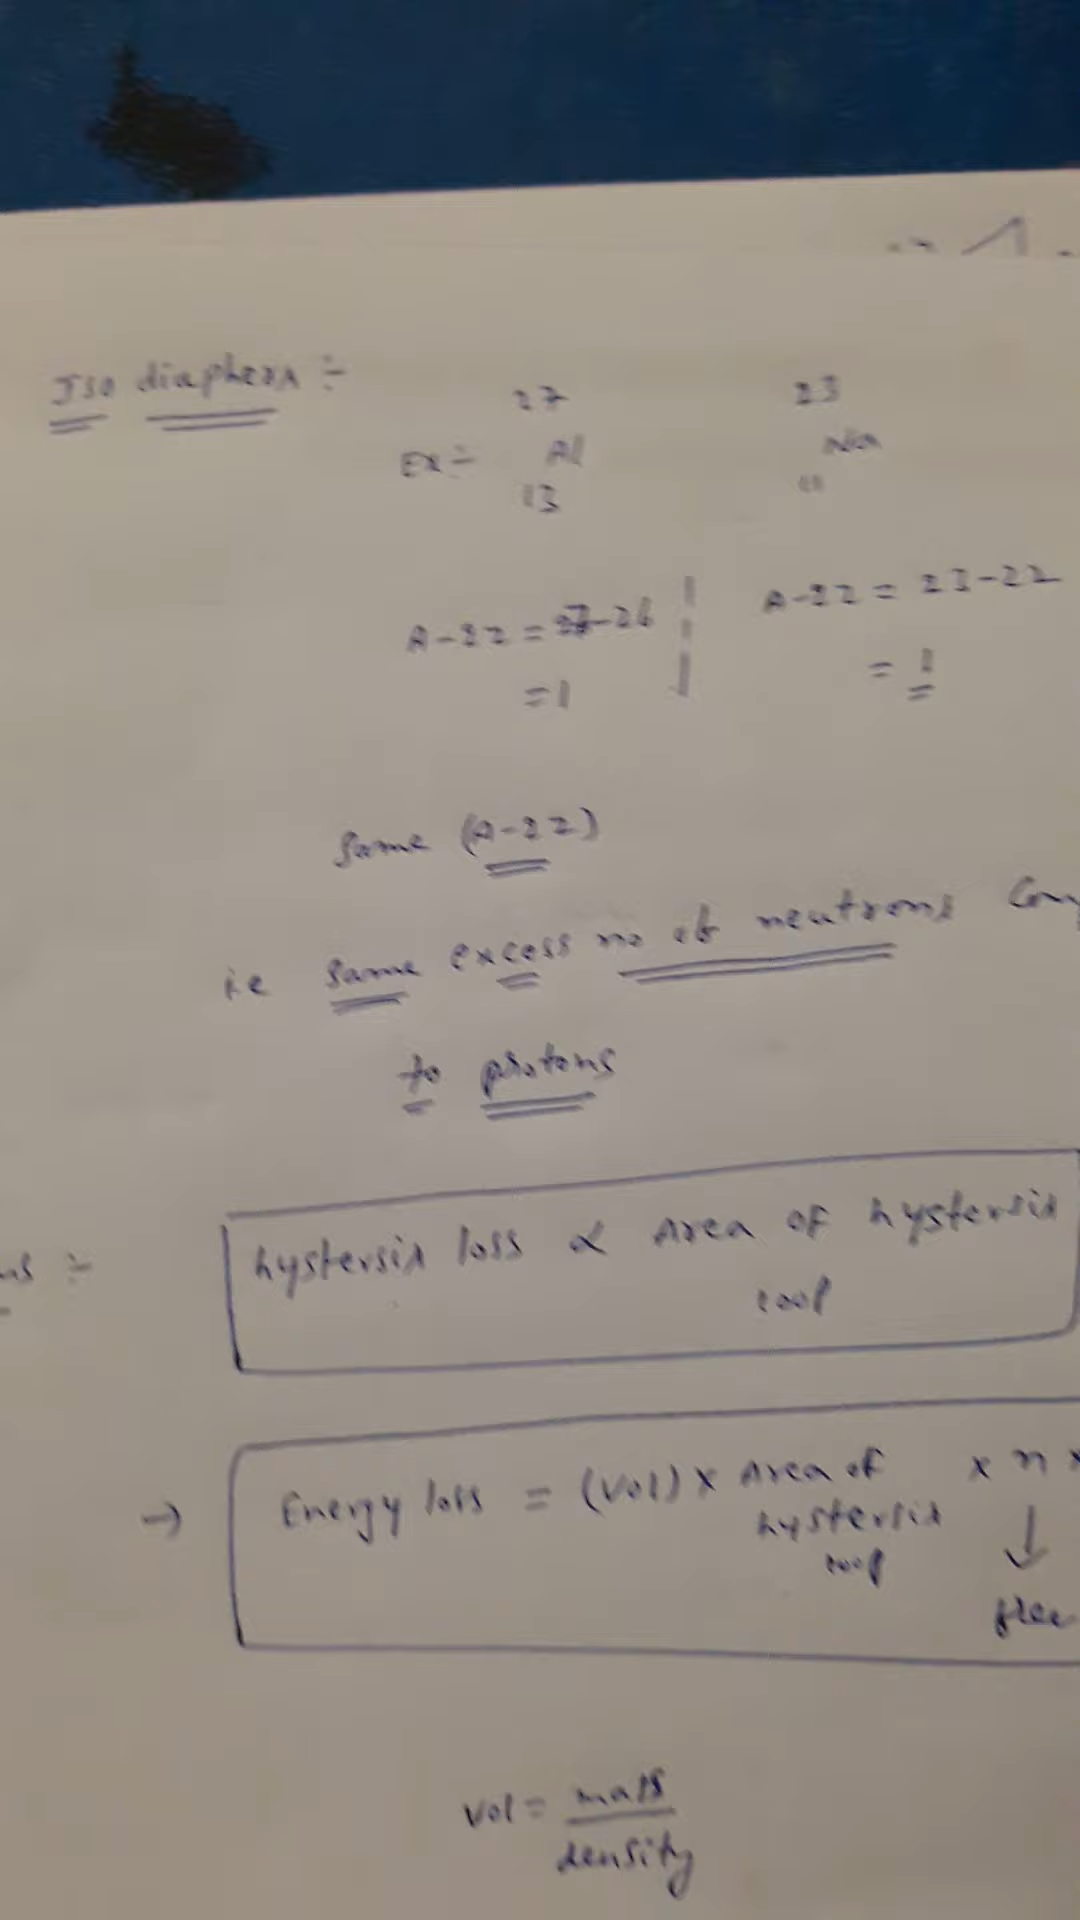 Iso diaphers :-
27 23
Ex:- Al Na
13 11
A-2z = 27-26 A-2z = 23-22
=1 = 1
Same (A-2z)
i.e same excess no of neutrons
to protons
hystersis loss ∝ Area of hystersis
loop
→ Energy loss = (Vol) x Area of x n x
hystersis ↓
loop
Vol = mass
density